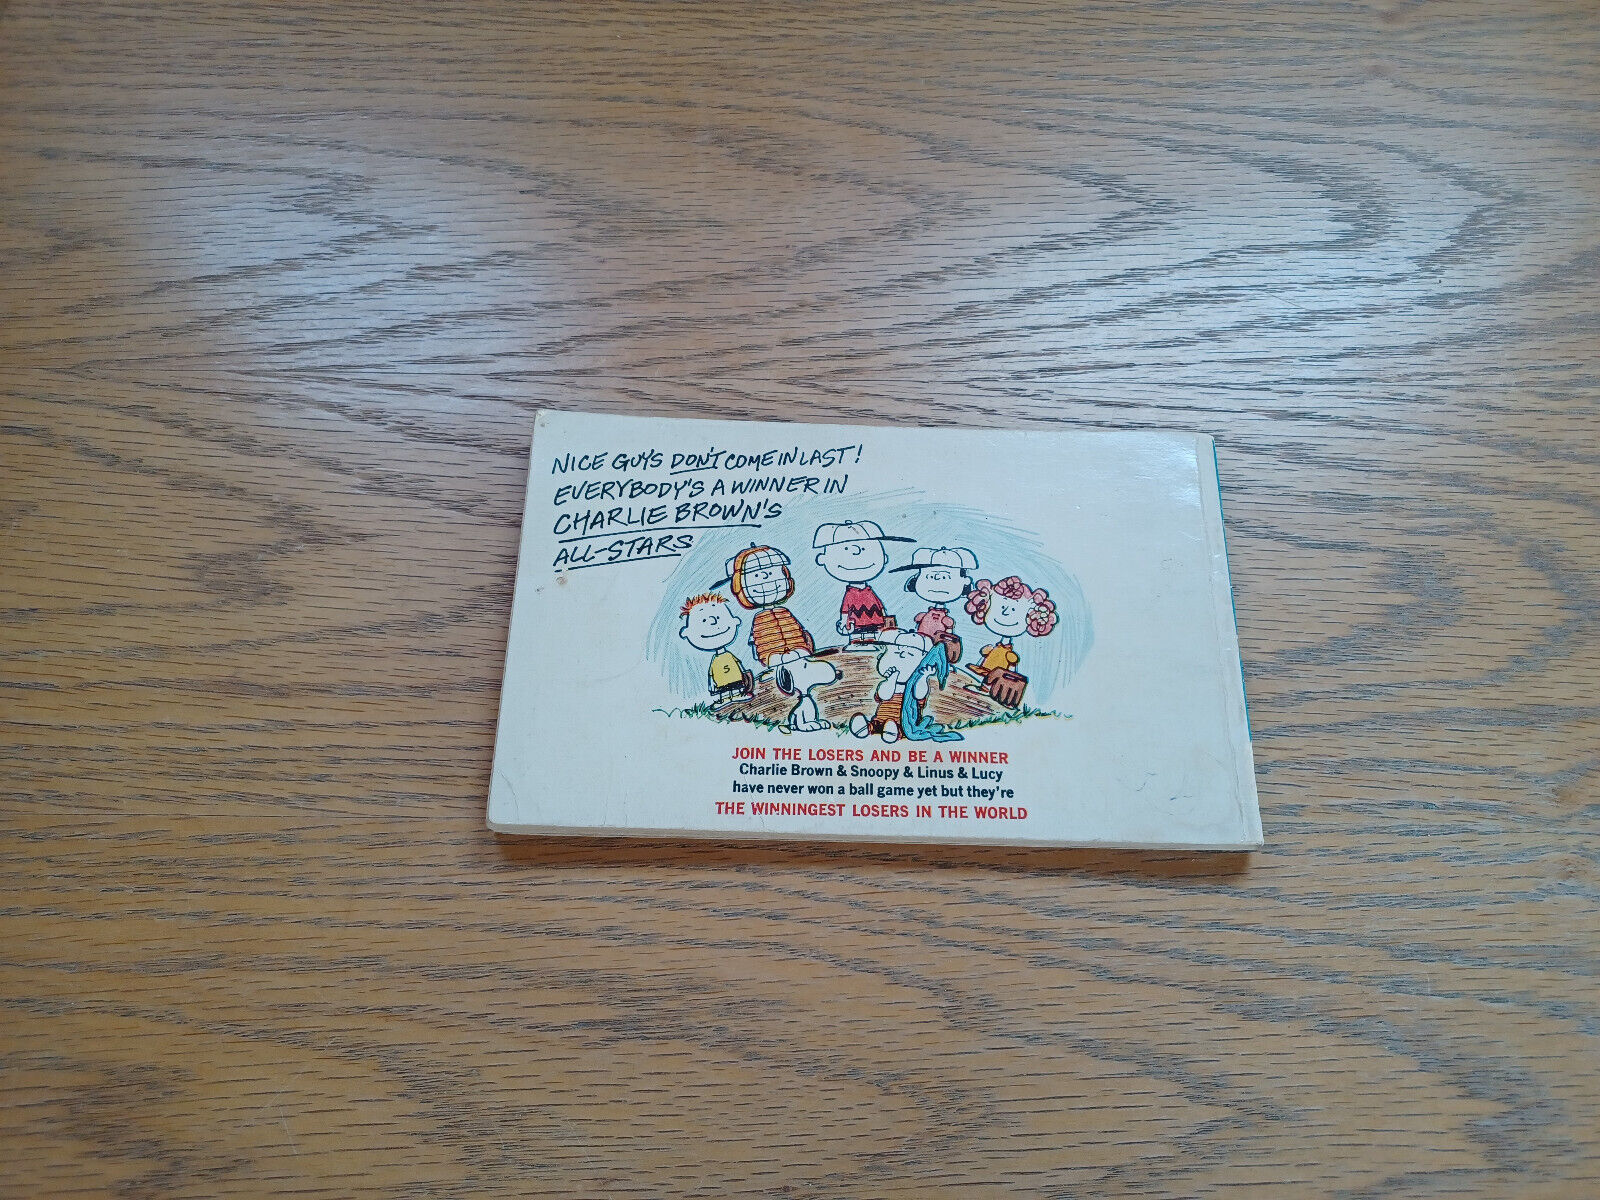 NICE GUYS DON'T COME IN LAST!
EVERYBODY'S A WINNER IN
CHARLIE BROWN'S
ALL-STARS
S
JOIN THE LOSERS AND BE A WINNER
Charlie Brown & Snoopy & Linus & Lucy
have never won a ball game yet but they're
THE WINNINGEST LOSERS IN THE WORLD